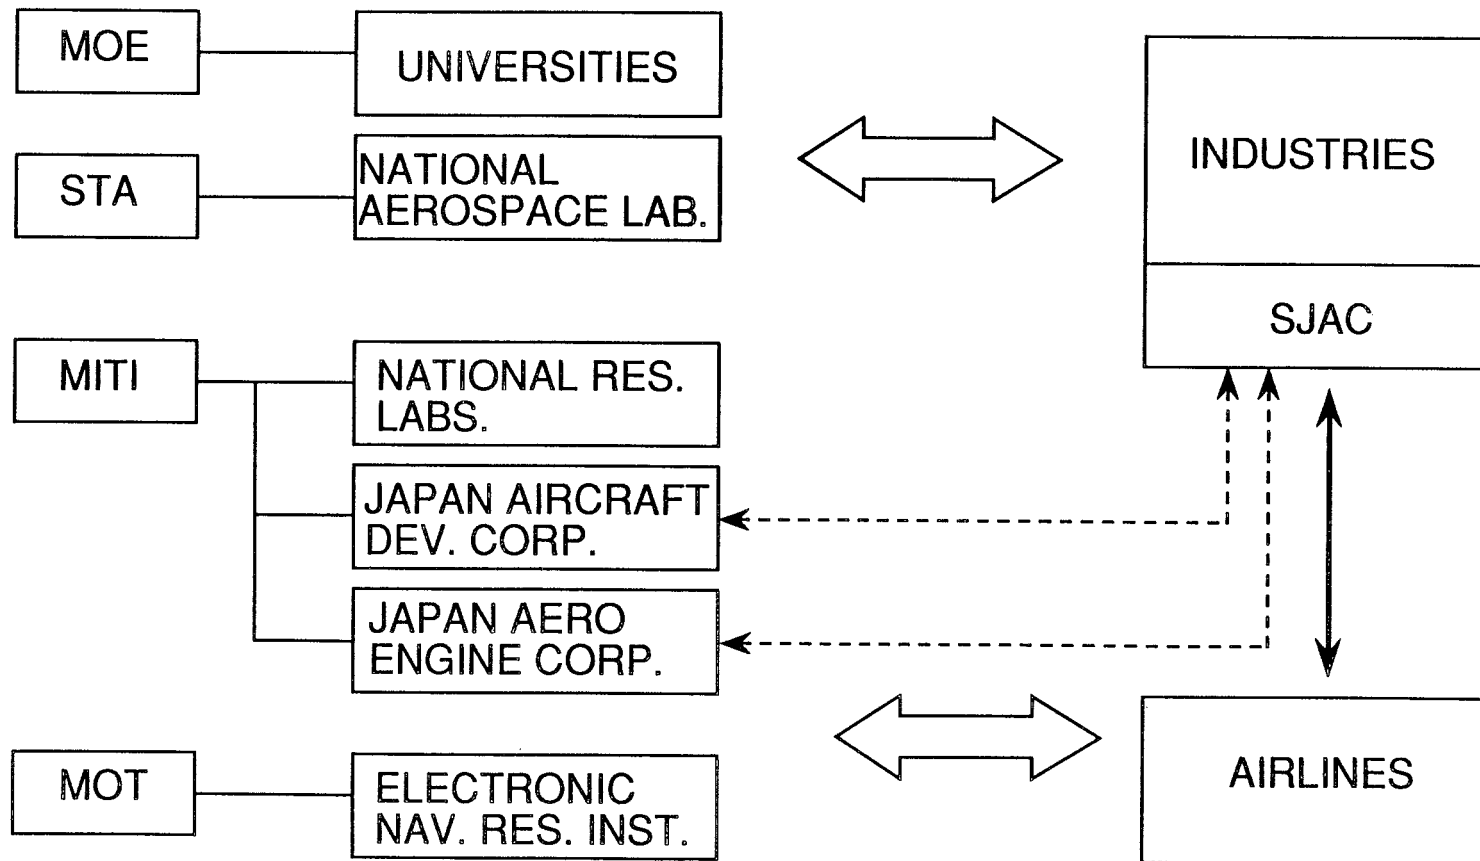 MOE
UNIVERSITIES
STA
NATIONAL
AEROSPACE LAB.
INDUSTRIES
SJAC
MITI
NATIONAL RES.
LABS.
JAPAN AIRCRAFT
DEV. CORP.
JAPAN AERO
ENGINE CORP.
MOT
ELECTRONIC
NAV. RES. INST.
AIRLINES